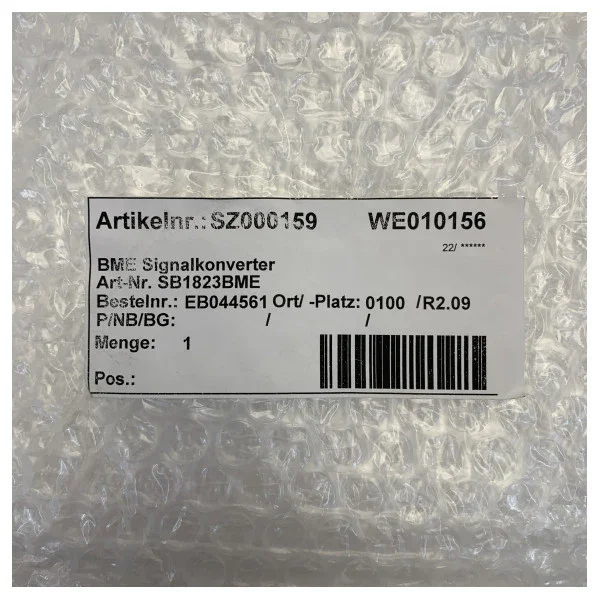 Artikelnr.: SZ000159 WE010156
22/ ******
BME Signalkonverter
Art-Nr. SB1823BME
Bestelnr.: EB044561 Ort/ -Platz: 0100 /R2.09
P/NB/BG: / /
Menge: 1
Pos.: